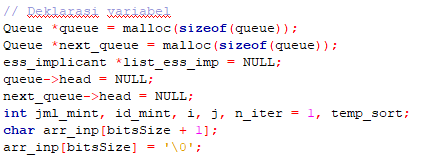 // Deklarasi variabel
Queue *queue = malloc(sizeof(queue));
Queue *next_queue = malloc(sizeof(queue));
ess_implicant *list_ess_imp = NULL;
queue->head = NULL;
next_queue->head = NULL;
int jml_mint, id_mint, i, j, n_iter = 1, temp_sort;
char arr_inp[bitsSize + 1];
arr_inp[bitsSize] = '\0';